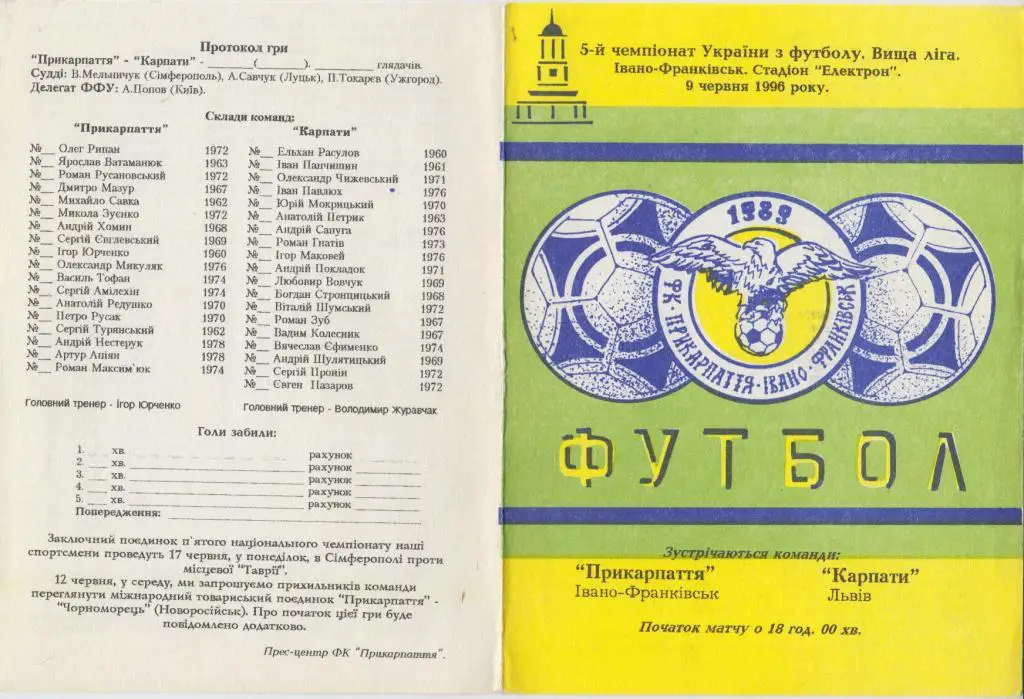 Протокол гри
"Прикарпаття" - "Карпати" - ______(______), ________ глядачів.
Судді: В.Мельничук (Сімферополь), А.Савчук (Луцьк), П.Токарєв (Ужгород).
Делегат ФФУ: А.Попов (Київ).
Склади команд:
"Прикарпаття"
№__ Олег Рипан 1972
№__ Ярослав Ватаманюк 1963
№__ Роман Русановський 1972
№__ Дмитро Мазур 1967
№__ Михайло Савка 1962
№__ Микола Зуєнко 1972
№__ Андрій Хомин 1968
№__ Сергій Євглевський 1969
№__ Ігор Юрченко 1960
№__ Олександр Микуляк 1976
№__ Василь Тофан 1974
№__ Сергій Амілєхін 1974
№__ Анатолій Редушко 1970
№__ Петро Русак 1970
№__ Сергій Турянський 1962
№__ Андрій Нестерук 1978
№__ Артур Апіян 1978
№__ Роман Максим'юк 1974
Головний тренер - Ігор Юрченко
"Карпати"
№__ Ельхан Расулов 1960
№__ Іван Панчишин 1961
№__ Олександр Чижевський 1971
№__ Іван Павлюх 1976
№__ Юрій Мокрицький 1970
№__ Анатолій Петрик 1963
№__ Андрій Сапуга 1976
№__ Роман Гнатів 1973
№__ Ігор Маковей 1976
№__ Андрій Покладок 1971
№__ Любомир Вовчук 1969
№__ Богдан Стронціцький 1968
№__ Віталій Шумський 1972
№__ Роман Зуб 1967
№__ Вадим Колесник 1967
№__ Вячеслав Єфименко 1974
№__ Андрій Шулятицький 1969
№__ Сергій Пронін 1972
№__ Євген Назаров 1972
Головний тренер - Володимир Журавчак
Голи забили:
1. ___ хв. ____________ рахунок ________
2. ___ хв. ____________ рахунок ________
3. ___ хв. ____________ рахунок ________
4. ___ хв. ____________ рахунок ________
5. ___ хв. ____________ рахунок ________
Попередження: ____________
Заключний поєдинок п'ятого національного чемпіонату наші
спортсмени проведуть 17 червня, у понеділок, в Сімферополі проти
місцевої "Таврії".
12 червня, у середу, ми запрошуємо прихильників команди
переглянути міжнародний товариський поєдинок "Прикарпаття" -
"Чорноморець" (Новоросійськ). Про початок цієї гри буде
повідомлено додатково.
Прес-центр ФК "Прикарпаття".
5-й чемпіонат України з футболу. Вища ліга.
Івано-Франківськ. Стадіон "Електрон".
9 червня 1996 року.
1989
ФК ПРИКАРПАТТЯ·ІВАНО-ФРАНКІВСЬК
ФУТБОЛ
Зустрічаються команди:
"Прикарпаття" "Карпати"
Івано-Франківськ Львів
Початок матчу о 18 год. 00 хв.